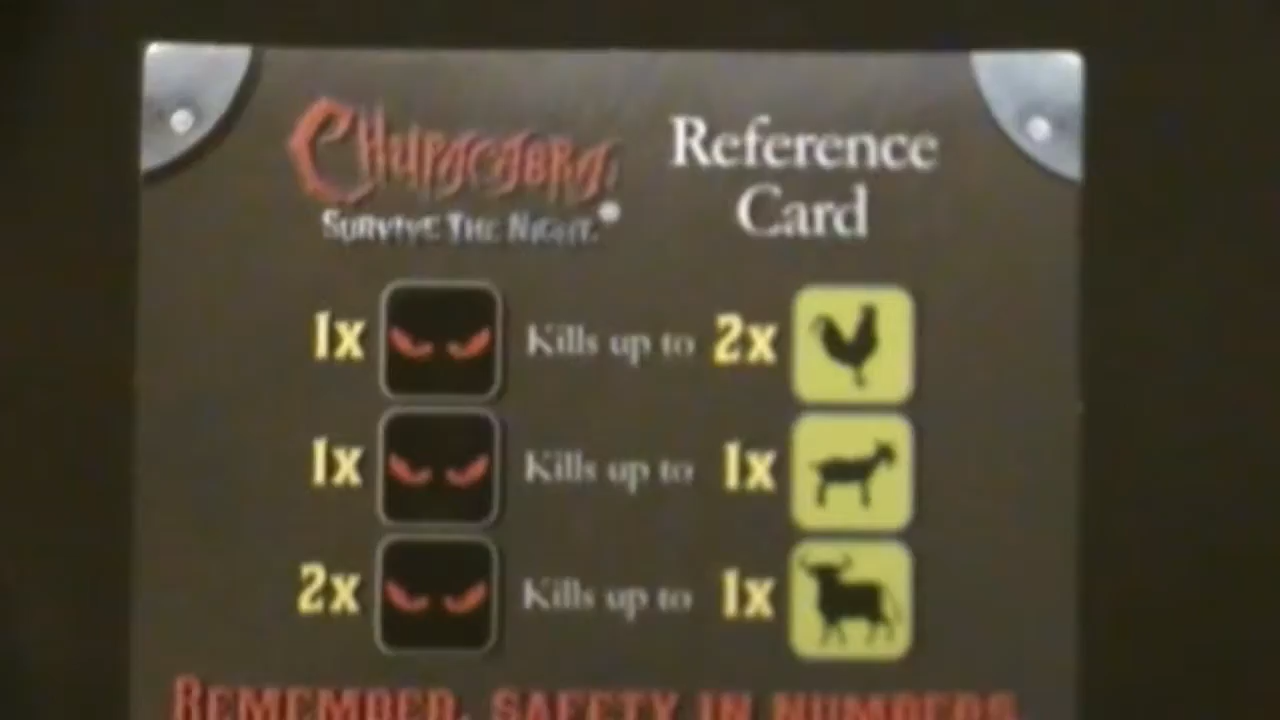 Chupacabra
Survive The Night.
Reference
Card
1x Kills up to 2x
1x Kills up to 1x
2x Kills up to 1x
Remember, safety in numbers